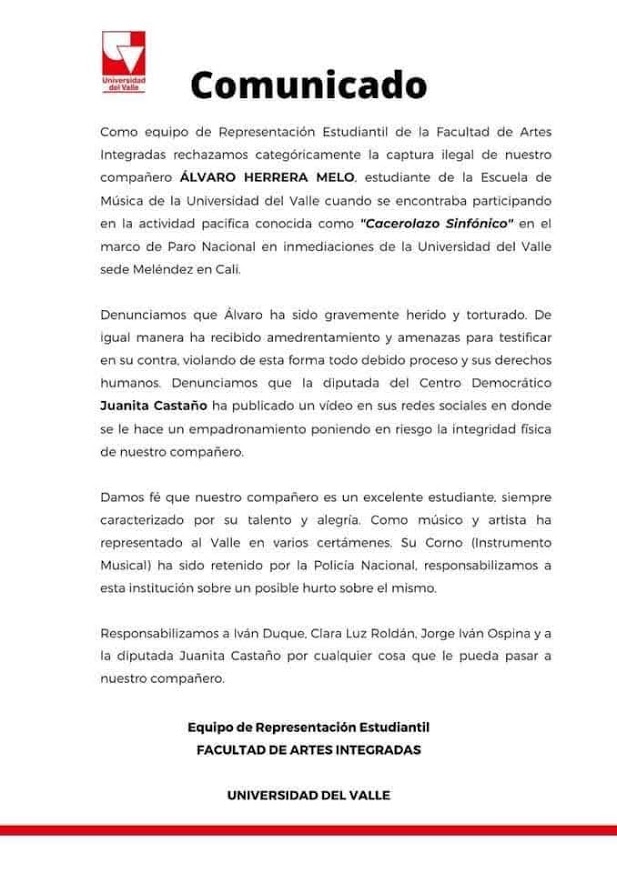 Universidad
del Valle
Comunicado
Como equipo de Representación Estudiantil de la Facultad de Artes
Integradas rechazamos categóricamente la captura ilegal de nuestro
compañero ÁLVARO HERRERA MELO, estudiante de la Escuela de
Música de la Universidad del Valle cuando se encontraba participando
en la actividad pacifica conocida como "Cacerolazo Sinfónico" en el
marco de Paro Nacional en inmediaciones de la Universidad del Valle
sede Meléndez en Cali.
Denunciamos que Álvaro ha sido gravemente herido y torturado. De
igual manera ha recibido amedrentamiento y amenazas para testificar
en su contra, violando de esta forma todo debido proceso y sus derechos
humanos. Denunciamos que la diputada del Centro Democrático
Juanita Castaño ha publicado un vídeo en sus redes sociales en donde
se le hace un empadronamiento poniendo en riesgo la integridad física
de nuestro compañero.
Damos fé que nuestro compañero es un excelente estudiante, siempre
caracterizado por su talento y alegría. Como músico y artista ha
representado al Valle en varios certámenes. Su Corno (Instrumento
Musical) ha sido retenido por la Policía Nacional, responsabilizamos a
esta institución sobre un posible hurto sobre el mismo.
Responsabilizamos a Iván Duque, Clara Luz Roldán, Jorge Iván Ospina y a
la diputada Juanita Castaño por cualquier cosa que le pueda pasar a
nuestro compañero.
Equipo de Representación Estudiantil
FACULTAD DE ARTES INTEGRADAS
UNIVERSIDAD DEL VALLE